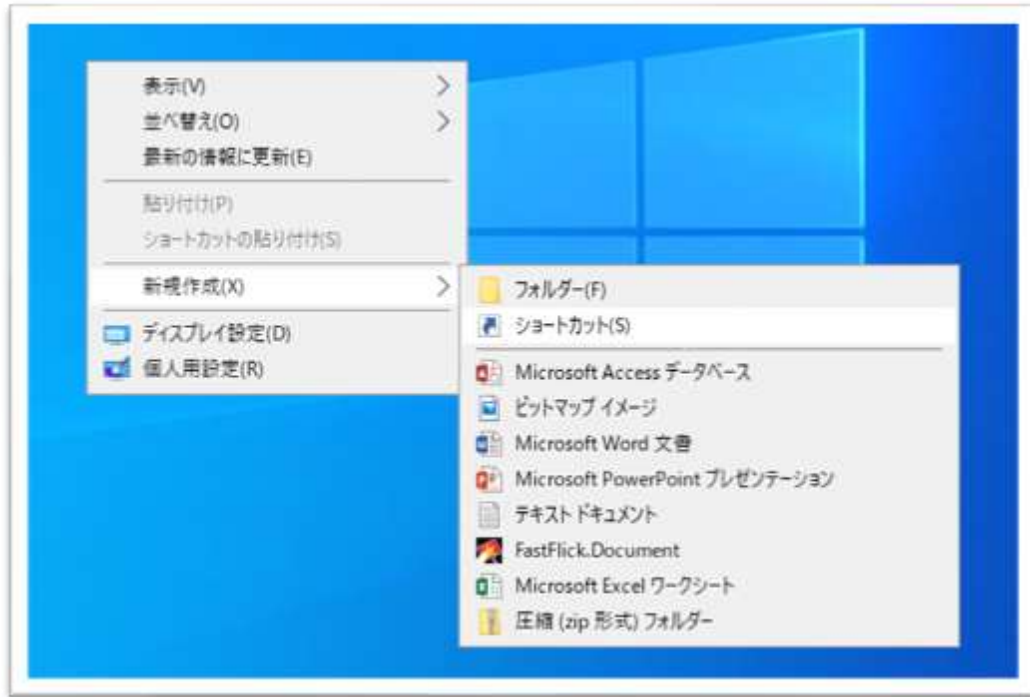 表示(V)
並べ替え(O)
最新の情報に更新(E)
貼り付け(P)
ショートカットの貼り付け(S)
新規作成(X)
ディスプレイ設定(D)
個人用設定(R)
フォルダー(F)
ショートカット(S)
Microsoft Access データベース
ビットマップ イメージ
Microsoft Word 文書
Microsoft PowerPoint プレゼンテーション
テキスト ドキュメント
FastFlick.Document
Microsoft Excel ワークシート
圧縮 (zip 形式) フォルダー